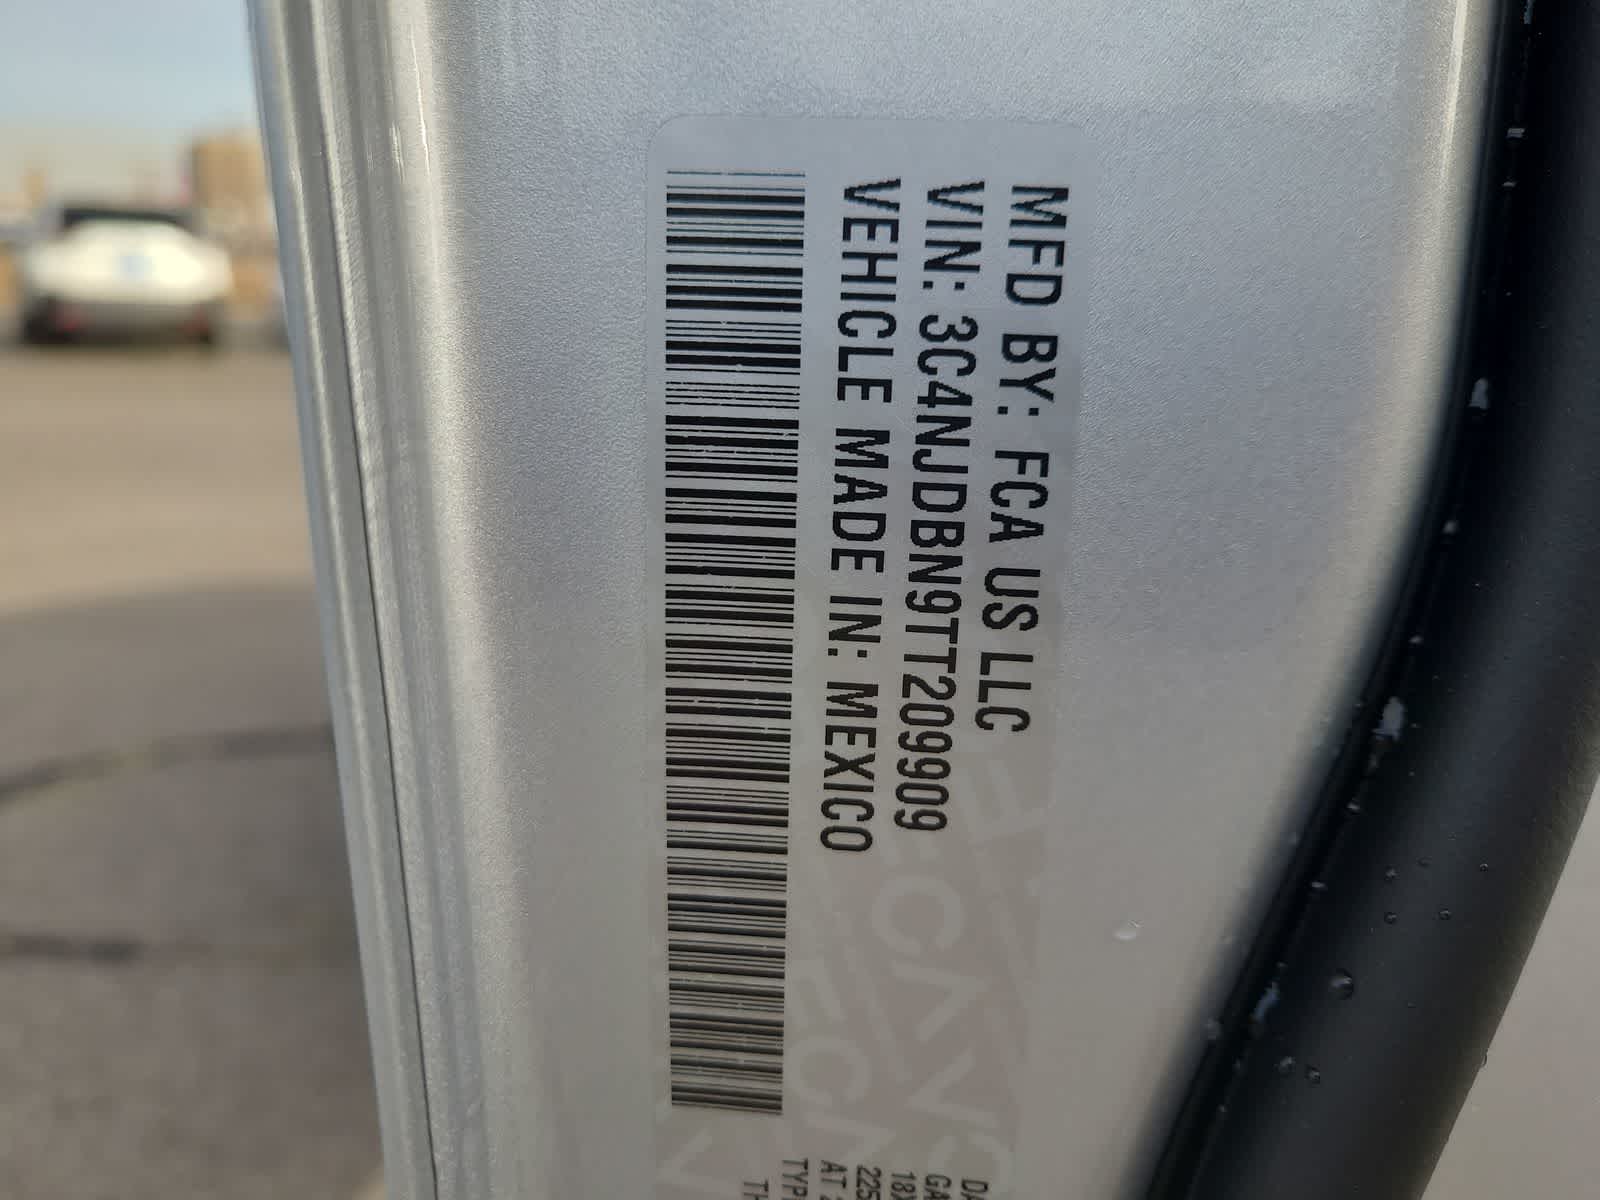 MFD BY: FCA US LLC
VIN: 3C4NJDBN9TT209909
VEHICLE MADE IN: MEXICO